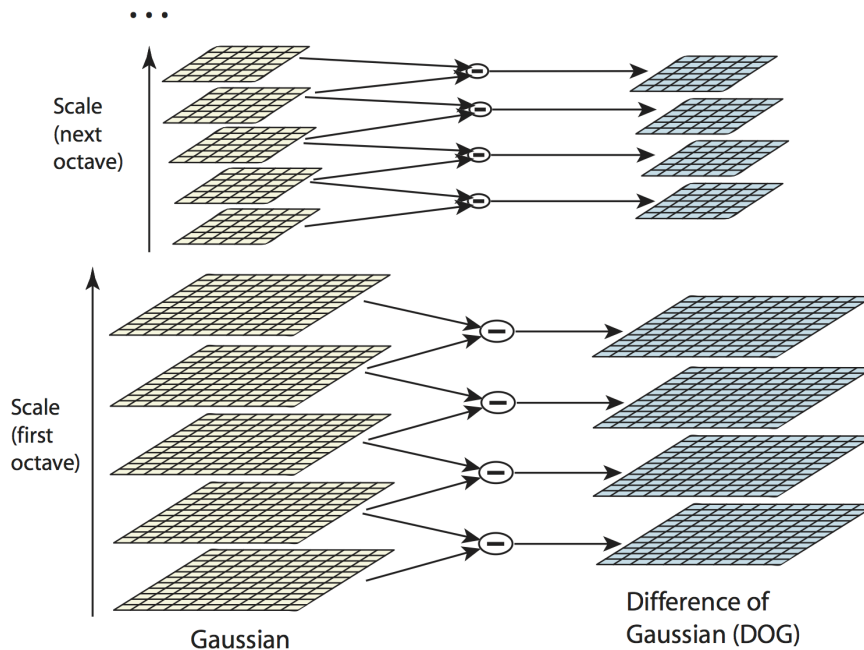 ...
Scale
(next
octave)
Scale
(first
octave)
Gaussian
Difference of
Gaussian (DOG)